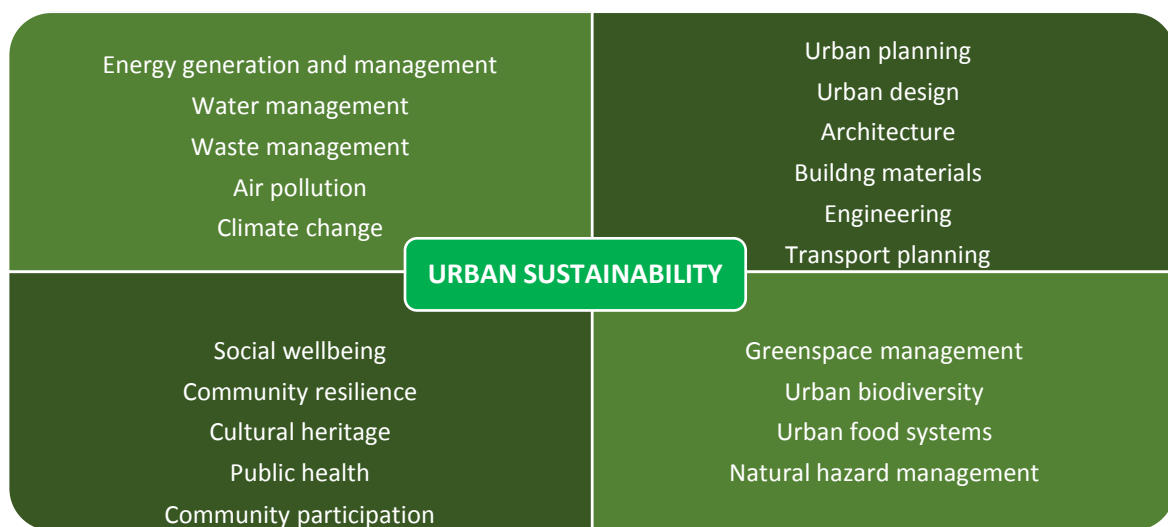 Energy generation and management
Water management
Waste management
Air pollution
Climate change
Urban planning
Urban design
Architecture
Buildng materials
Engineering
Transport planning
URBAN SUSTAINABILITY
Social wellbeing
Community resilience
Cultural heritage
Public health
Community participation
Greenspace management
Urban biodiversity
Urban food systems
Natural hazard management